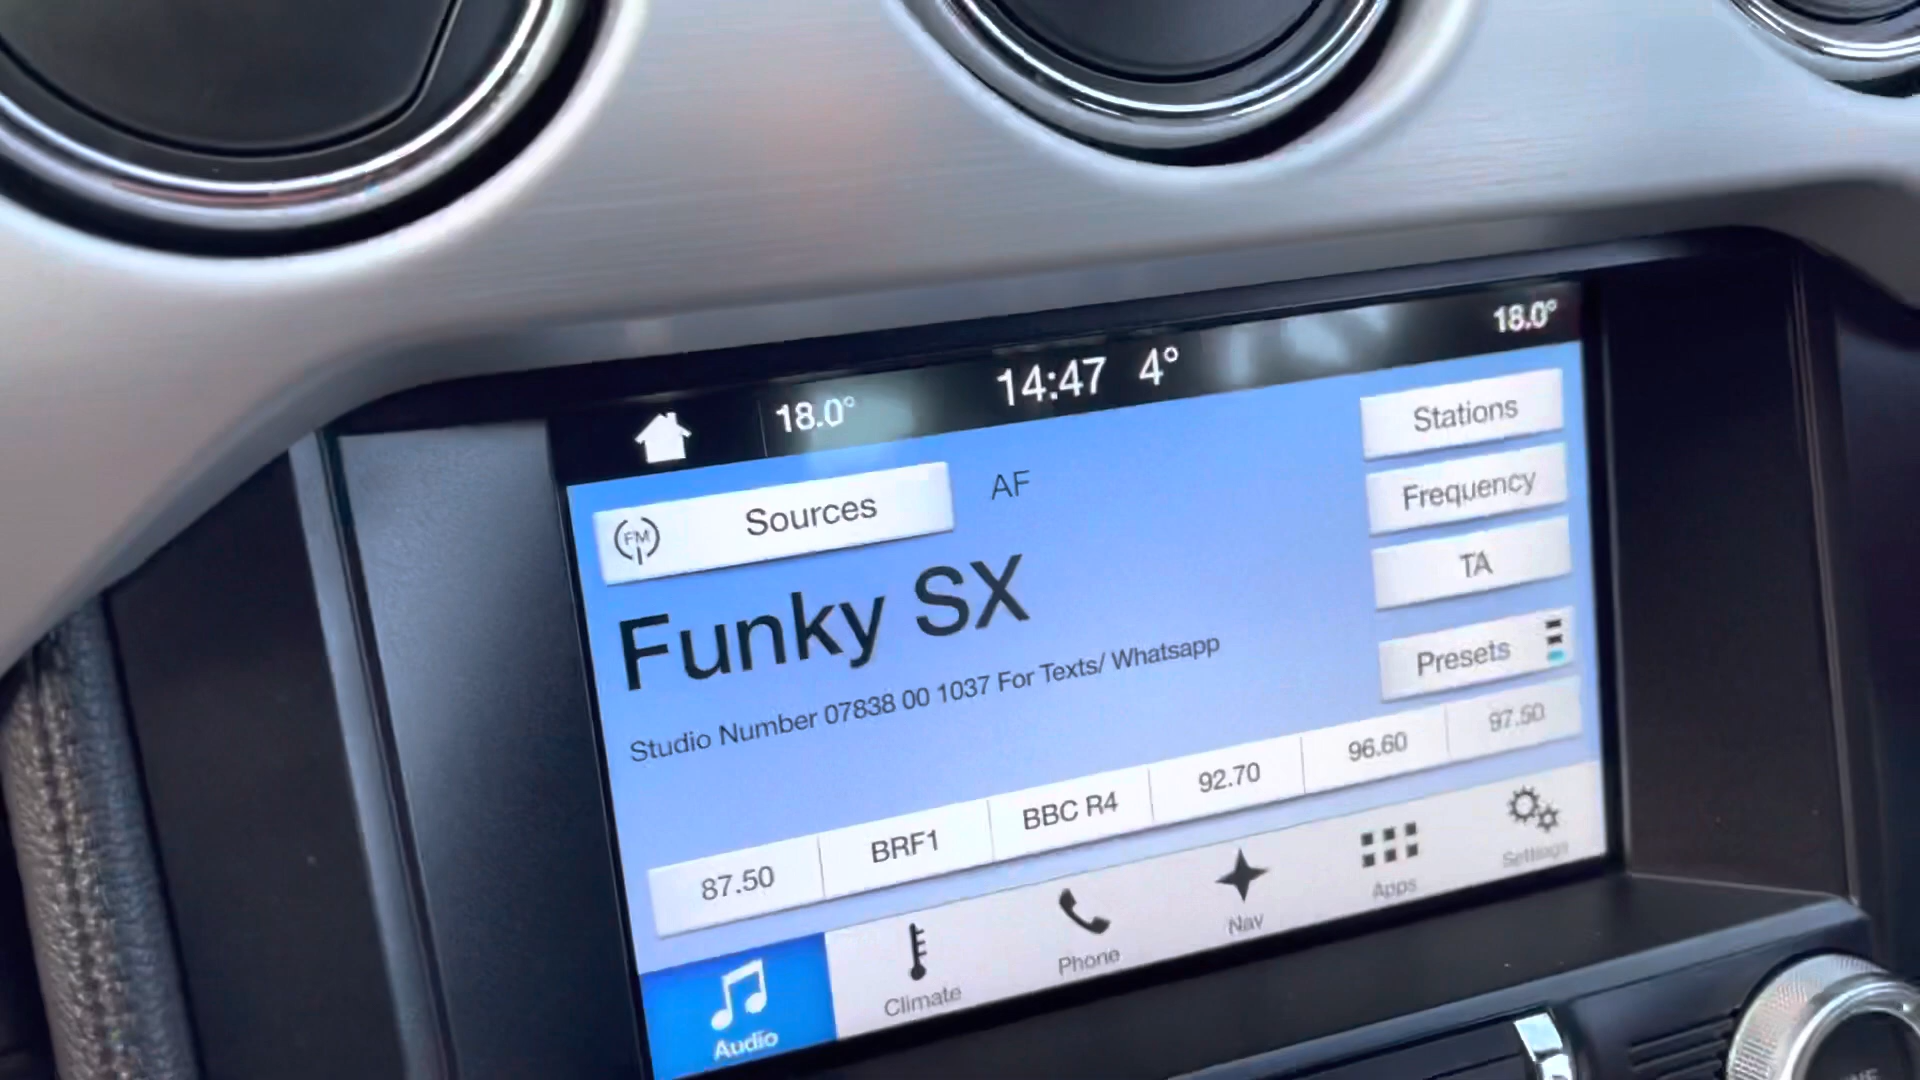 18.0° 14:47 4° 18.0°
FM Sources AF Stations
Frequency
TA
Funky SX
Presets
Studio Number 07838 00 1037 For Texts/ Whatsapp
87.50 BRF1 BBC R4 92.70 96.60 97.50
Audio Climate Phone Nav Apps Settings